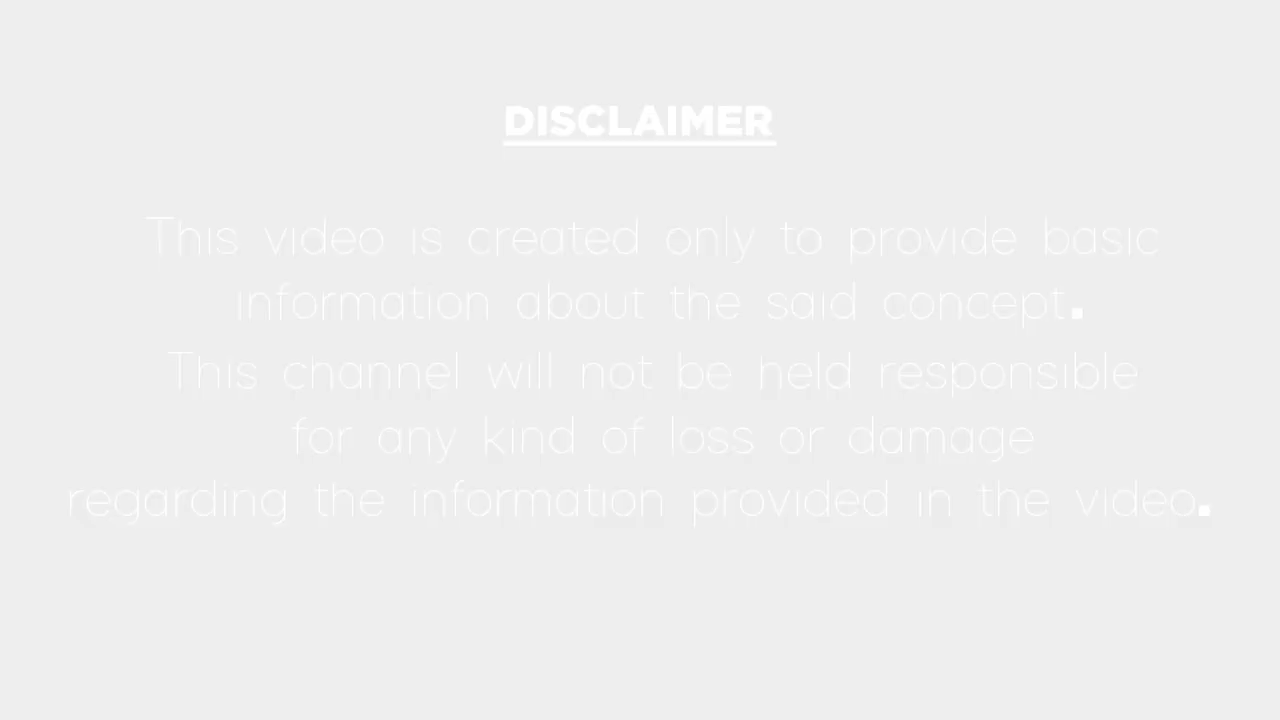 DISCLAIMER
This video is created only to provide basic
information about the said concept.
This channel will not be held responsible
for any kind of loss or damage
regarding the information provided in the video.